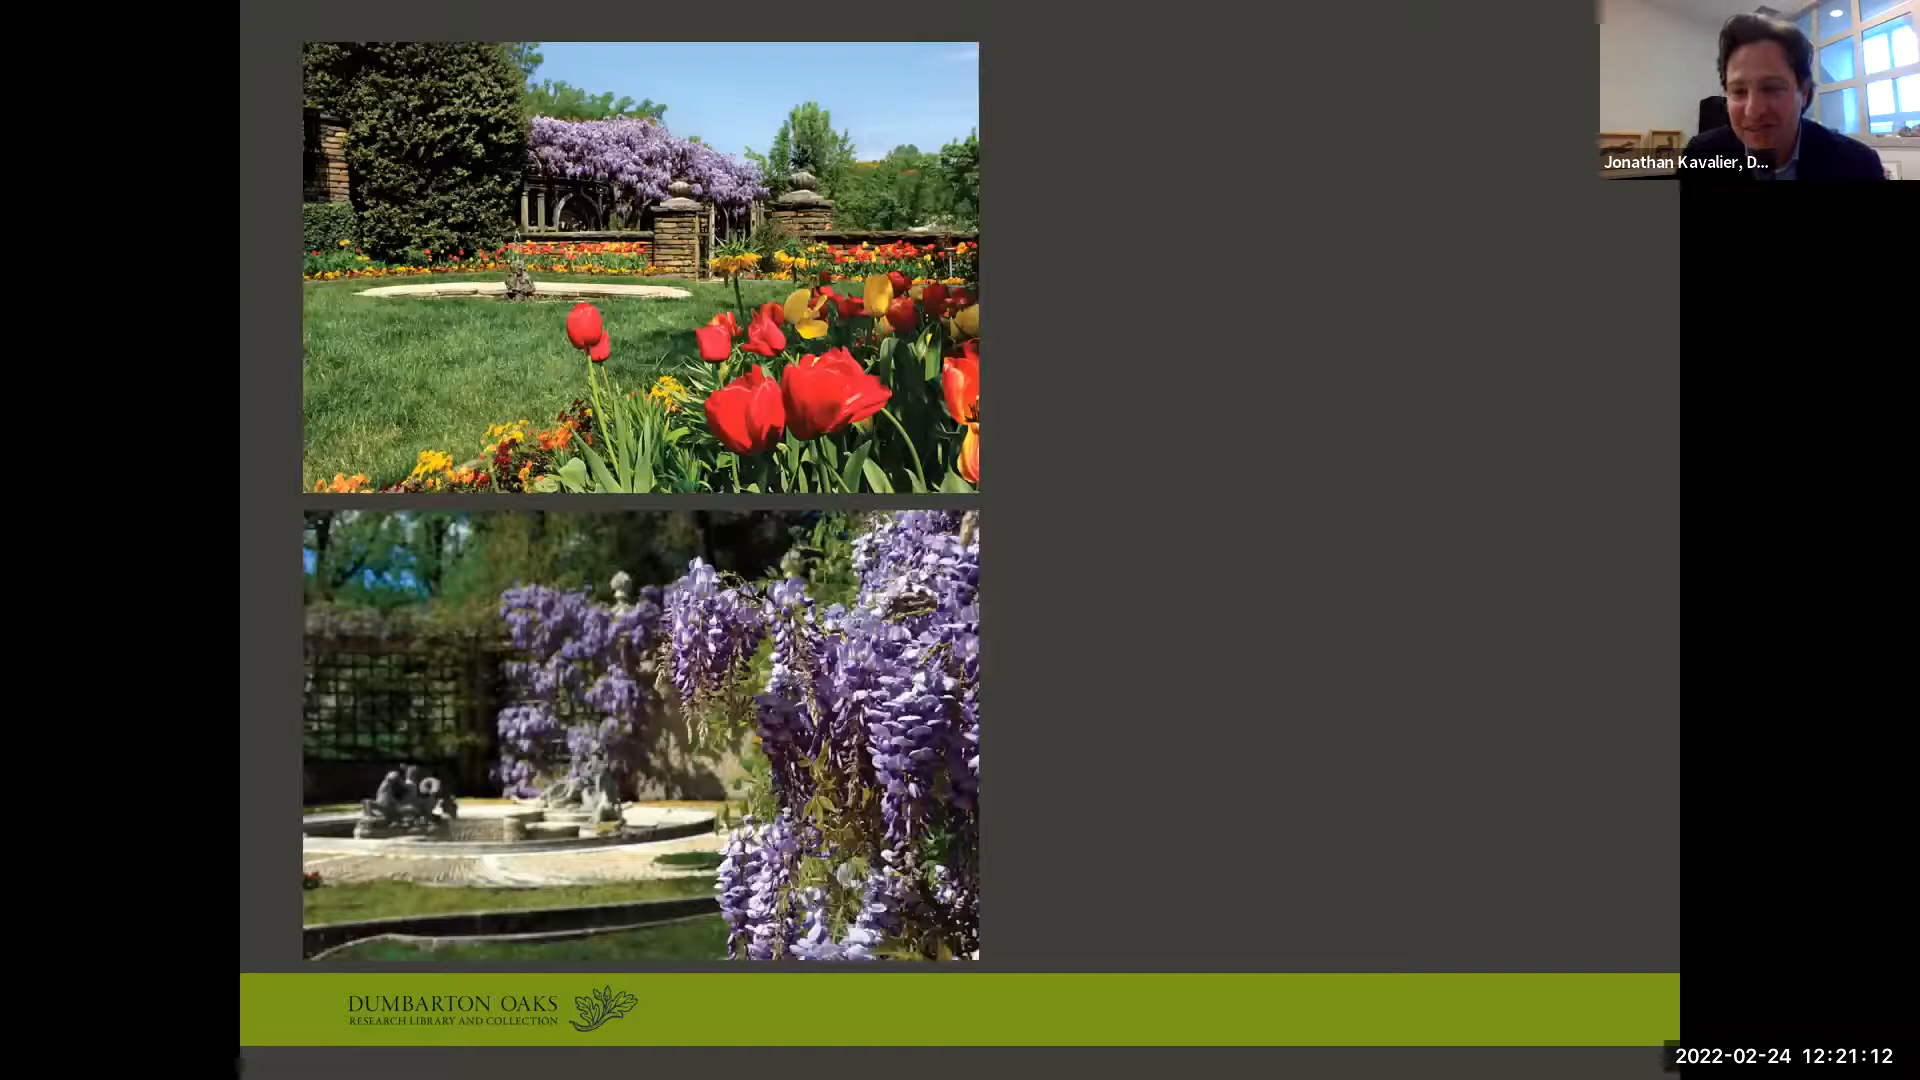 Jonathan Kavalier, D...
DUMBARTON OAKS
RESEARCH LIBRARY AND COLLECTION
2022-02-24 12:21:12